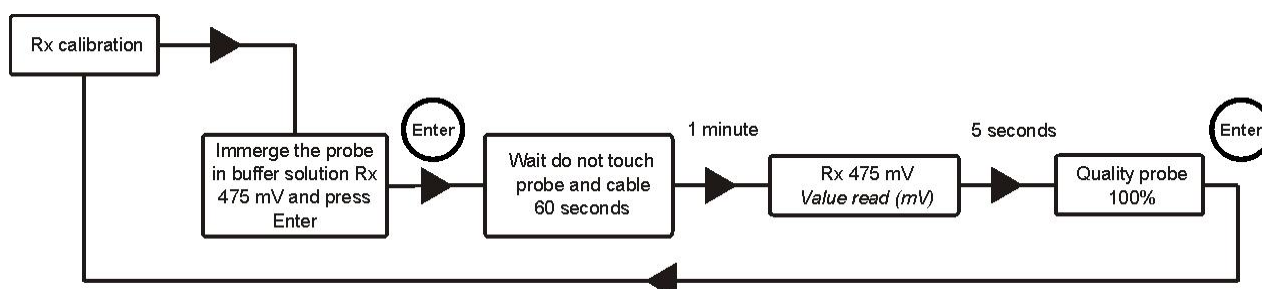 Rx calibration
Immerge the probe
in buffer solution Rx
475 mV and press
Enter
Enter
Wait do not touch
probe and cable
60 seconds
1 minute
Rx 475 mV
Value read (mV)
5 seconds
Quality probe
100%
Enter